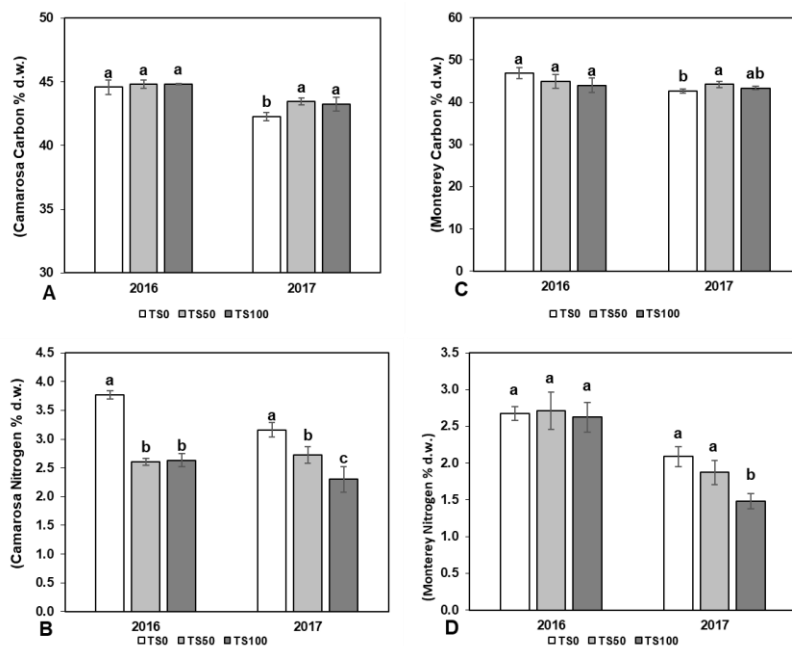 (Camarosa Carbon % d.w.)
50
45
40
35
30
a a a
b a a
A
2016 2017
TS0 TS50 TS100
(Monterey Carbon % d.w.)
60
50
40
30
20
10
0
a a a
b a ab
C
2016 2017
TS0 TS50 TS100
(Camarosa Nitrogen % d.w.)
4.5
4.0
3.5
3.0
2.5
2.0
1.5
1.0
0.5
0.0
a b b
a b c
B
2016 2017
TS0 TS50 TS100
(Monterey Nitrogen % d.w.)
3.5
3.0
2.5
2.0
1.5
1.0
0.5
0.0
a a a
a a b
D
2016 2017
TS0 TS50 TS100